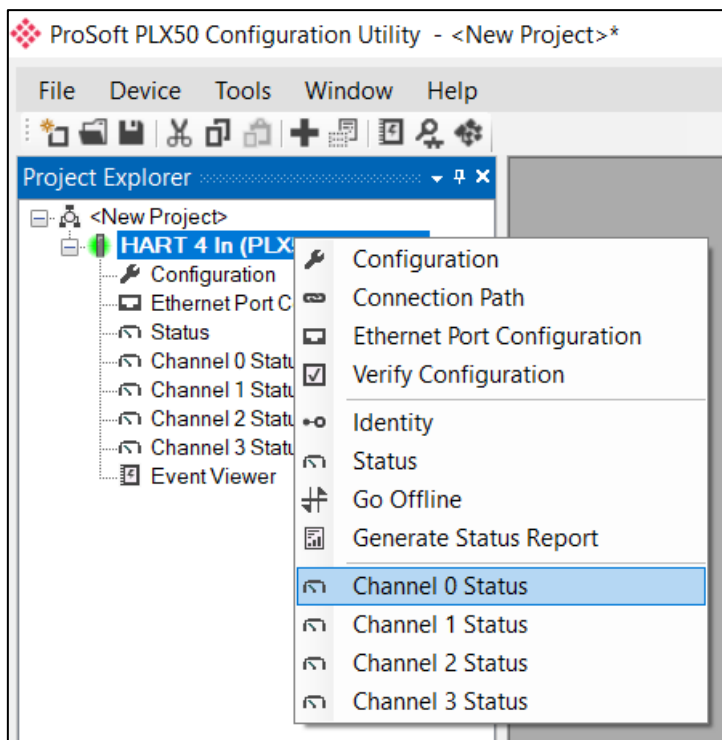 ProSoft PLX50 Configuration Utility - <New Project>*
File Device Tools Window Help
Project Explorer
<New Project>
HART 4 In (PLX5
Configuration
Ethernet Port C
Status
Channel 0 Statu
Channel 1 Statu
Channel 2 Statu
Channel 3 Statu
Event Viewer
Configuration
Connection Path
Ethernet Port Configuration
Verify Configuration
Identity
Status
Go Offline
Generate Status Report
Channel 0 Status
Channel 1 Status
Channel 2 Status
Channel 3 Status